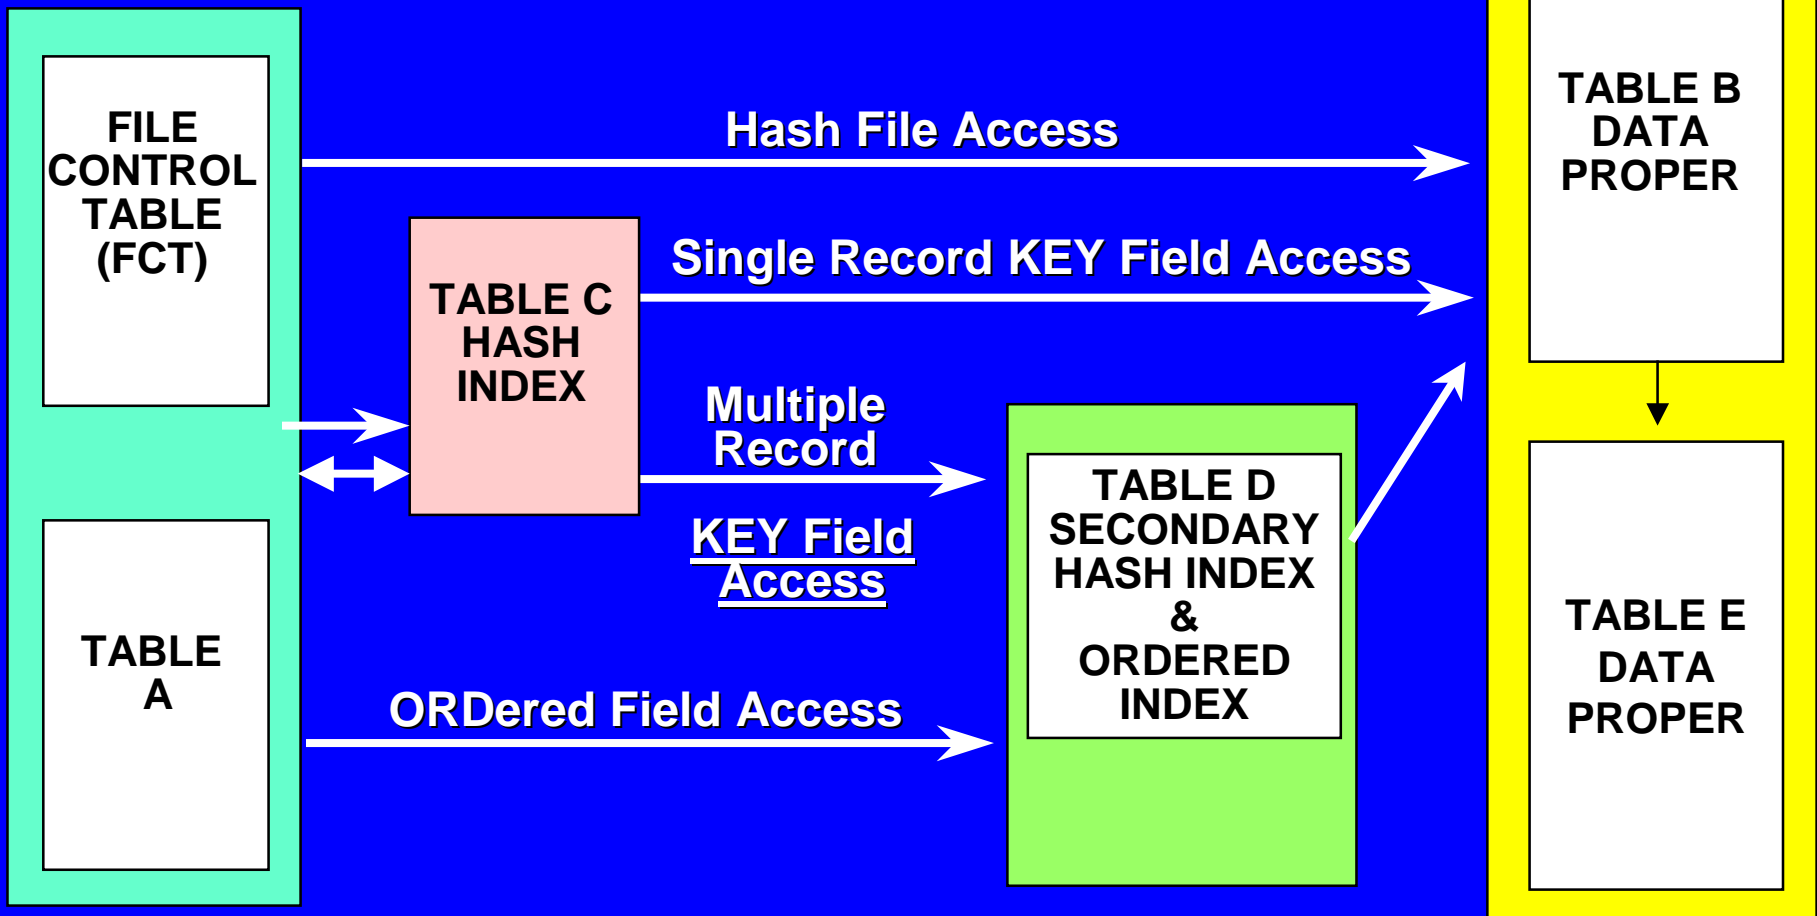 FILE
CONTROL
TABLE
(FCT)
TABLE
A
Hash File Access
TABLE C
HASH
INDEX
Single Record KEY Field Access
Multiple
Record
KEY Field
Access
ORDered Field Access
TABLE D
SECONDARY
HASH INDEX
&
ORDERED
INDEX
TABLE B
DATA
PROPER
TABLE E
DATA
PROPER